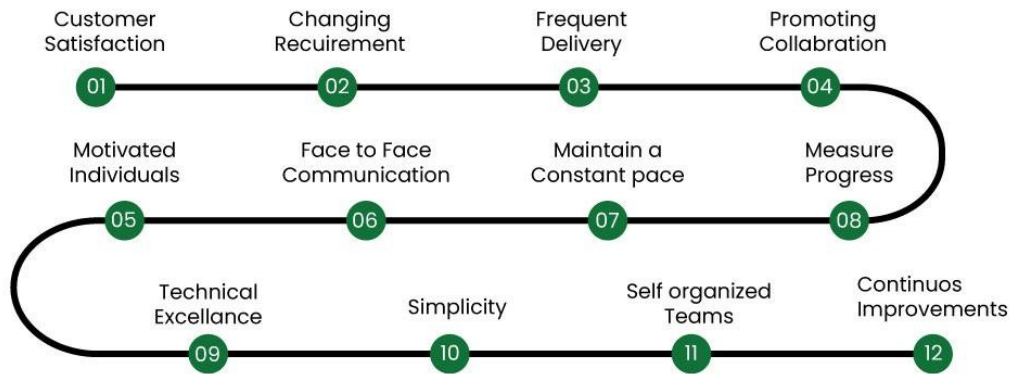 Customer
Satisfaction
01
Changing
Recuirement
02
Frequent
Delivery
03
Promoting
Collabration
04
Motivated
Individuals
05
Face to Face
Communication
06
Maintain a
Constant pace
07
Measure
Progress
08
Technical
Excellance
09
Simplicity
10
Self organized
Teams
11
Continuos
Improvements
12